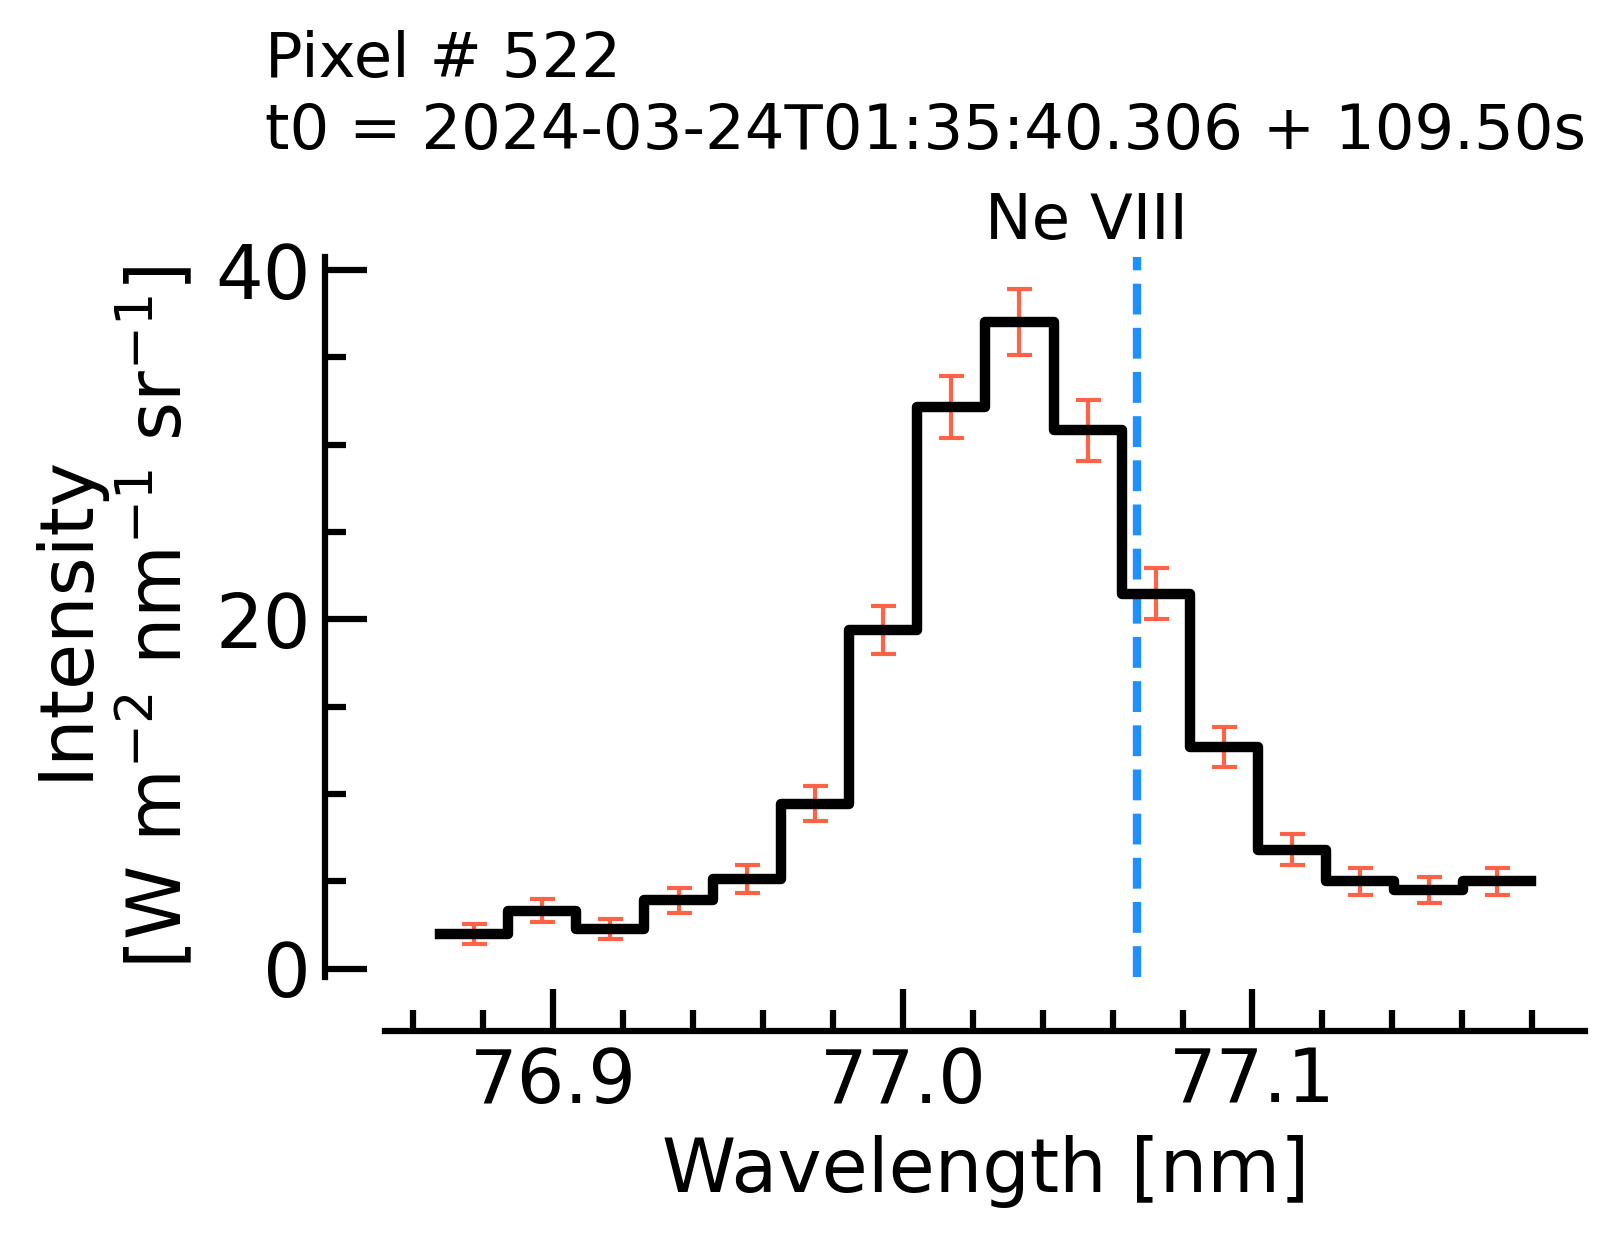 Pixel # 522
t0 = 2024-03-24T01:35:40.306 + 109.50s
Ne VIII
Intensity
[W m⁻² nm⁻¹ sr⁻¹]
40
20
0
76.9 77.0 77.1
Wavelength [nm]